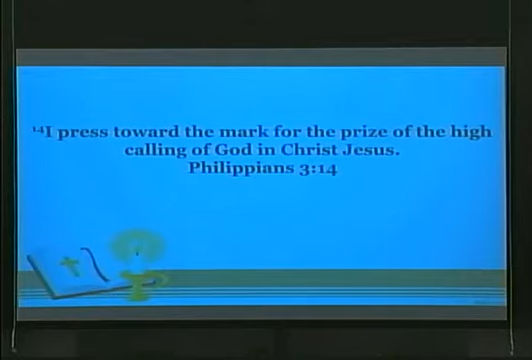 ¹⁴I press toward the mark for the prize of the high
calling of God in Christ Jesus.
Philippians 3:14